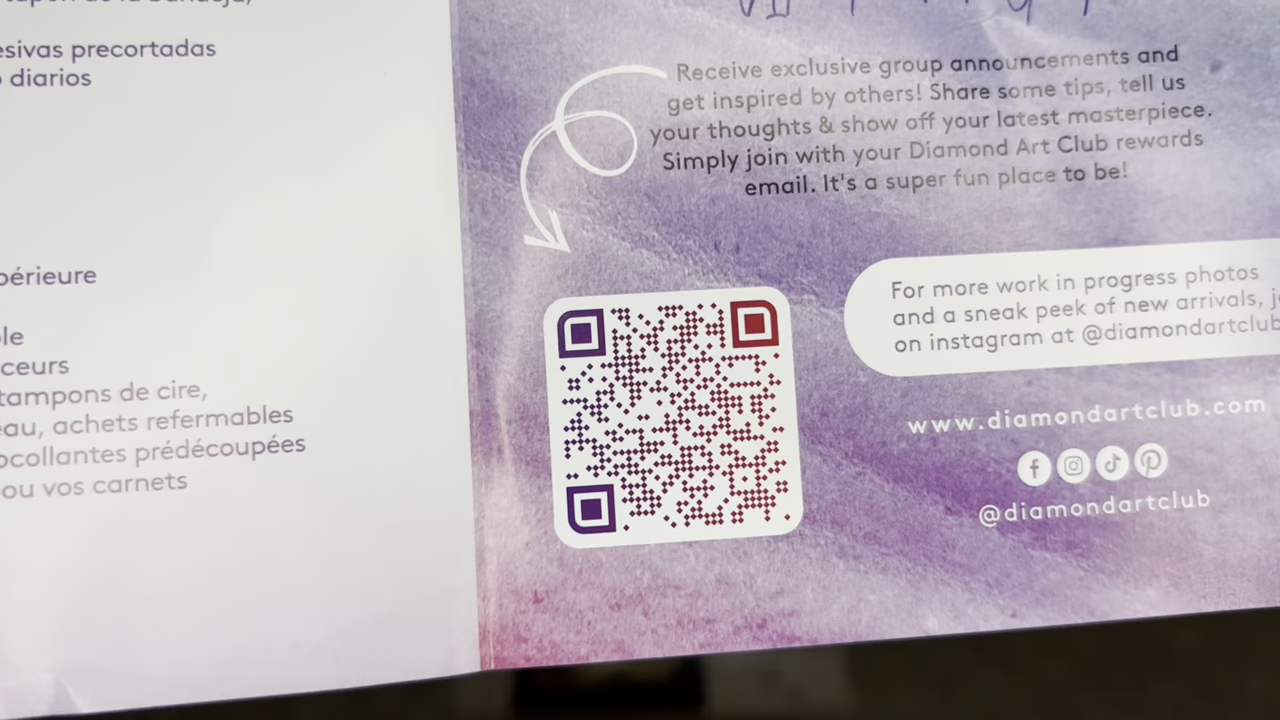 esivas precortadas
diarios
périeure
ceurs
tampons de cire,
eau, achets refermables
ocollantes prédécoupées
ou vos carnets
Receive exclusive group announcements and
get inspired by others! Share some tips, tell us
your thoughts & show off your latest masterpiece.
Simply join with your Diamond Art Club rewards
email. It's a super fun place to be!
For more work in progress photos
and a sneak peek of new arrivals, j
on instagram at @diamondartclub
www.diamondartclub.com
@diamondartclub